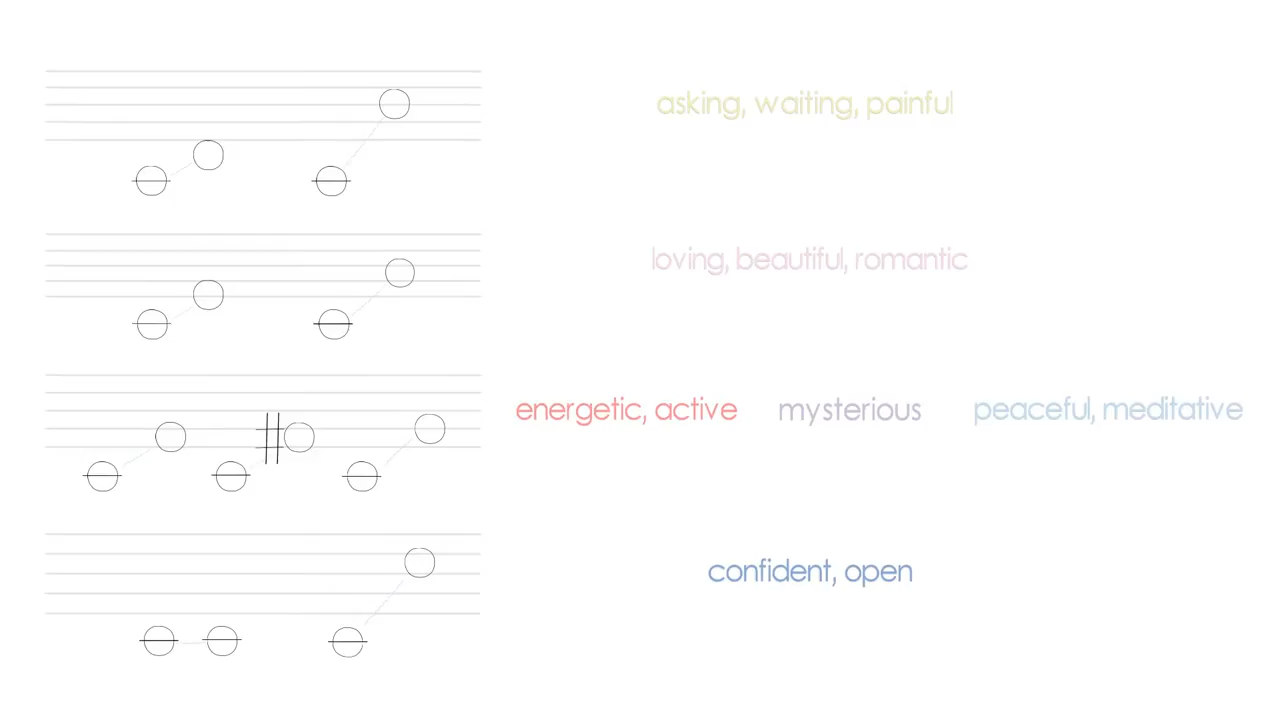 asking, waiting, painful
loving, beautiful, romantic
energetic, active mysterious peaceful, meditative
confident, open